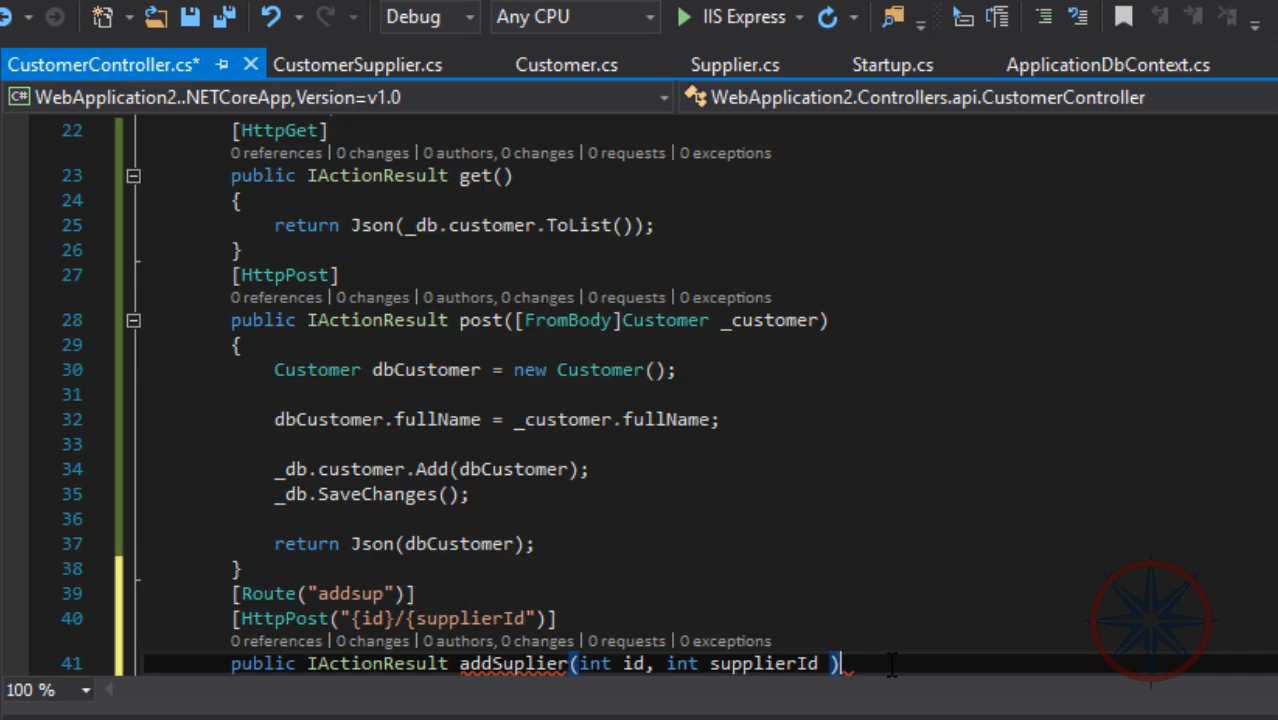 Debug Any CPU IIS Express
CustomerController.cs* CustomerSupplier.cs Customer.cs Supplier.cs Startup.cs ApplicationDbContext.cs
WebApplication2..NETCoreApp,Version=v1.0 WebApplication2.Controllers.api.CustomerController
22 [HttpGet]
0 references | 0 changes | 0 authors, 0 changes | 0 requests | 0 exceptions
23 public IActionResult get()
24 {
25 return Json(_db.customer.ToList());
26 }
27 [HttpPost]
0 references | 0 changes | 0 authors, 0 changes | 0 requests | 0 exceptions
28 public IActionResult post([FromBody]Customer _customer)
29 {
30 Customer dbCustomer = new Customer();
31
32 dbCustomer.fullName = _customer.fullName;
33
34 _db.customer.Add(dbCustomer);
35 _db.SaveChanges();
36
37 return Json(dbCustomer);
38 }
39 [Route("addsup")]
40 [HttpPost("{id}/{supplierId")]
0 references | 0 changes | 0 authors, 0 changes | 0 requests | 0 exceptions
41 public IActionResult addSuplier(int id, int supplierId )
100 %